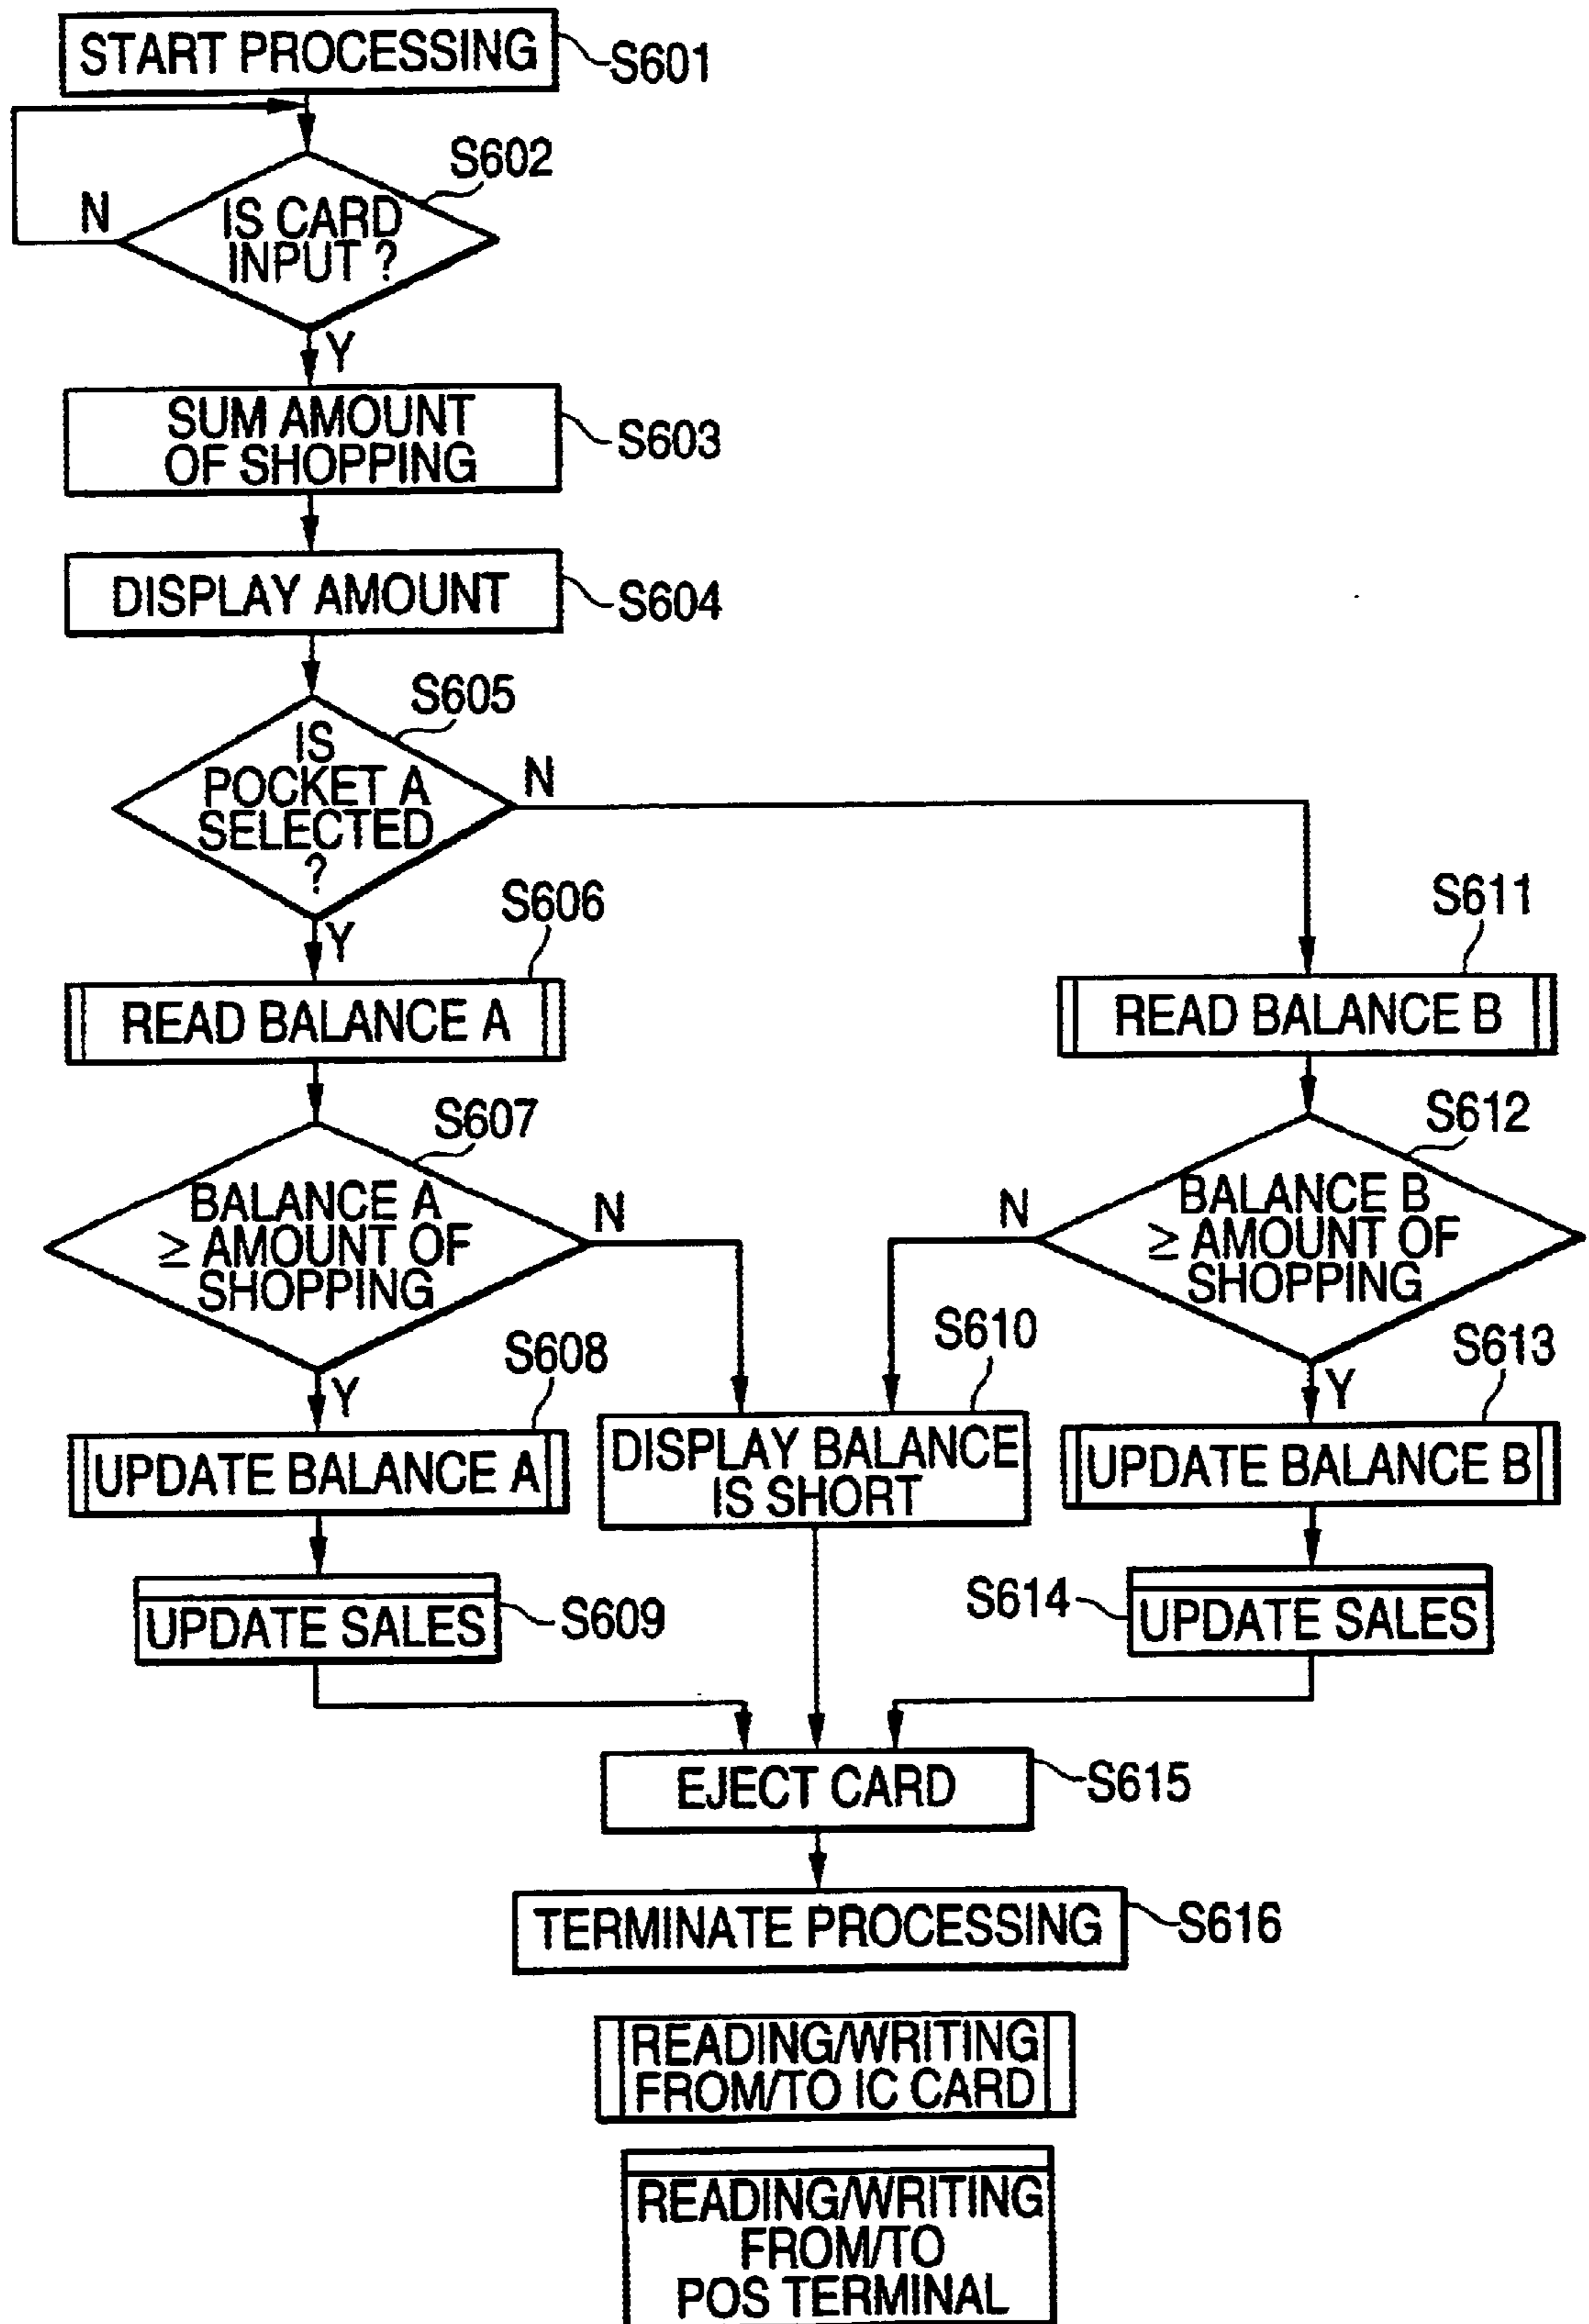 START PROCESSING
S601
S602
N
IS CARD
INPUT ?
Y
SUM AMOUNT
OF SHOPPING
S603
DISPLAY AMOUNT
S604
S605
IS
POCKET A
SELECTED
?
N
Y
S606
READ BALANCE A
S611
READ BALANCE B
S607
BALANCE A
≥ AMOUNT OF
SHOPPING
N
Y
S612
BALANCE B
≥ AMOUNT OF
SHOPPING
N
Y
S608
UPDATE BALANCE A
S610
DISPLAY BALANCE
IS SHORT
S613
UPDATE BALANCE B
UPDATE SALES
S609
S614
UPDATE SALES
EJECT CARD
S615
TERMINATE PROCESSING
S616
READING/WRITING
FROM/TO IC CARD
READING/WRITING
FROM/TO
POS TERMINAL